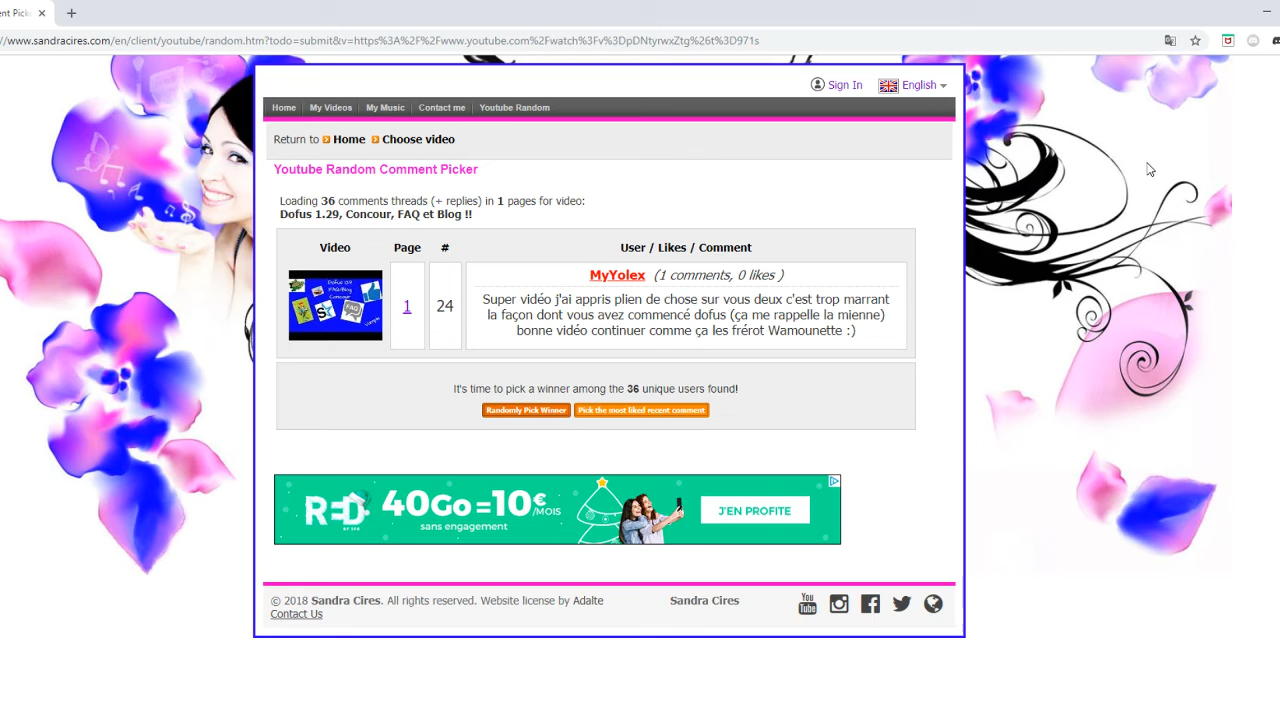 //www.sandracires.com/en/client/youtube/random.htm?todo=submit&v=https%3A%2F%2Fwww.youtube.com%2Fwatch%3Fv%3DpDNtyrwxZtg%26t%3D971s
Sign In English
Home My Videos My Music Contact me Youtube Random
Return to Home Choose video
Youtube Random Comment Picker
Loading 36 comments threads (+ replies) in 1 pages for video:
Dofus 1.29, Concour, FAQ et Blog !!
Video Page # User / Likes / Comment
MyYolex (1 comments, 0 likes )
1 24
Super vidéo j'ai appris plien de chose sur vous deux c'est trop marrant
la façon dont vous avez commencé dofus (ça me rappelle la mienne)
bonne vidéo continuer comme ça les frérot Wamounette :)
It's time to pick a winner among the 36 unique users found!
Randomly Pick Winner Pick the most liked recent comment
RED 40Go =10€ /MOIS
sans engagement
J'EN PROFITE
© 2018 Sandra Cires. All rights reserved. Website license by Adalte
Contact Us
Sandra Cires
You Tube